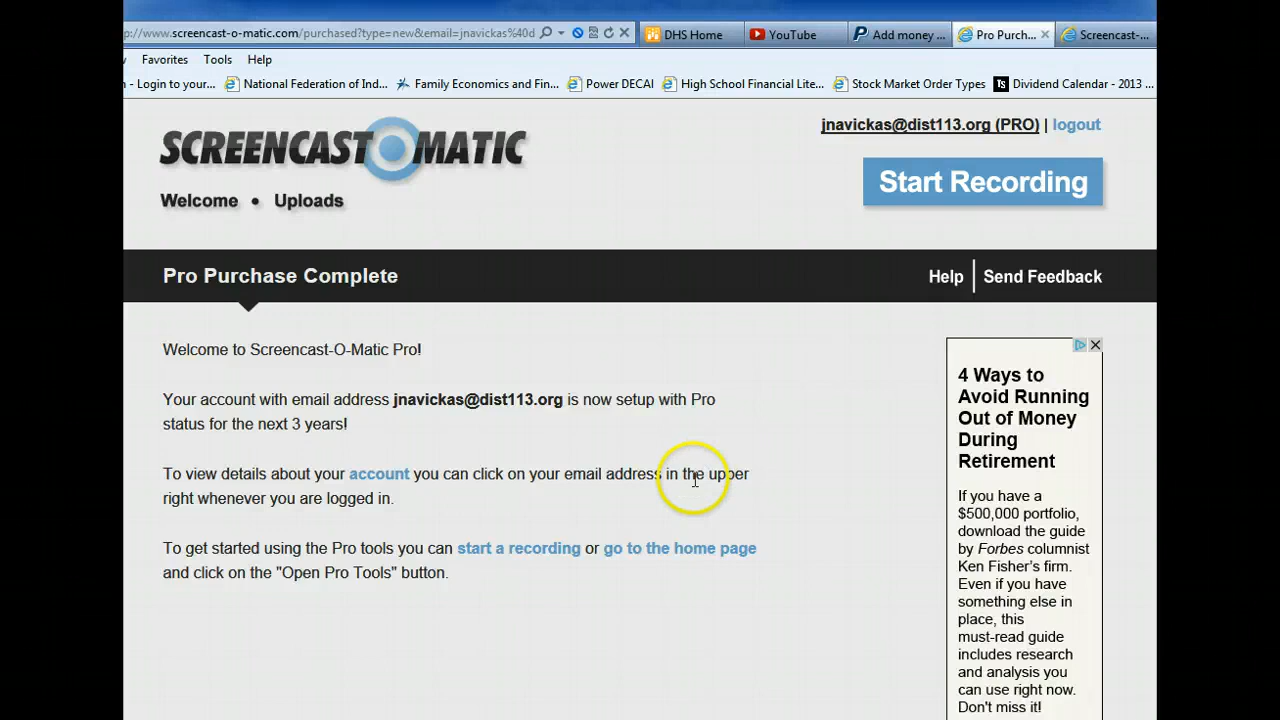 ://www.screencast-o-matic.com/purchased?type=new&email=jnavickas%40d
DHS Home
YouTube
Add money ...
Pro Purch...
Screencast-...
Favorites Tools Help
- Login to your...
National Federation of Ind...
Family Economics and Fin...
Power DECAI
High School Financial Lite...
Stock Market Order Types
Ts Dividend Calendar - 2013 ...
SCREENCAST-O-MATIC
jnavickas@dist113.org (PRO) | logout
Start Recording
Welcome • Uploads
Pro Purchase Complete
Help | Send Feedback
Welcome to Screencast-O-Matic Pro!
Your account with email address jnavickas@dist113.org is now setup with Pro
status for the next 3 years!
To view details about your account you can click on your email address in the upper
right whenever you are logged in.
To get started using the Pro tools you can start a recording or go to the home page
and click on the "Open Pro Tools" button.
4 Ways to
Avoid Running
Out of Money
During
Retirement
If you have a
$500,000 portfolio,
download the guide
by Forbes columnist
Ken Fisher's firm.
Even if you have
something else in
place, this
must-read guide
includes research
and analysis you
can use right now.
Don't miss it!